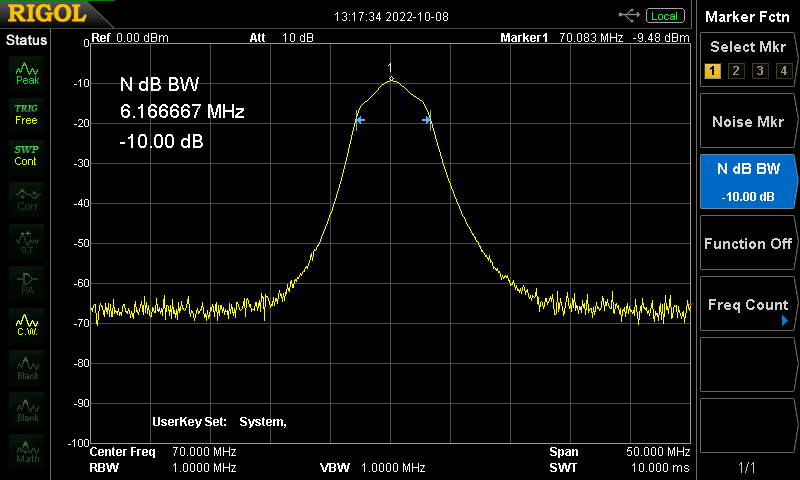 RIGOL
13:17:34 2022-10-08
Local
Marker Fctn
Status
Ref 0.00 dBm
Att 10 dB
Marker1 70.083 MHz -9.48 dBm
Select Mkr
1 2 3 4
Peak
TRIG
Free
SWP
Cont
Corr
S.T.
PA
C.W.
Blank
Blank
Math
0
-10
-20
-30
-40
-50
-60
-70
-80
-90
-100
1
N dB BW
6.166667 MHz
-10.00 dB
Noise Mkr
N dB BW
-10.00 dB
Function Off
Freq Count
UserKey Set: System,
Center Freq 70.000 MHz
Span 50.000 MHz
RBW 1.0000 MHz
VBW 1.0000 MHz
SWT 10.000 ms
1/1